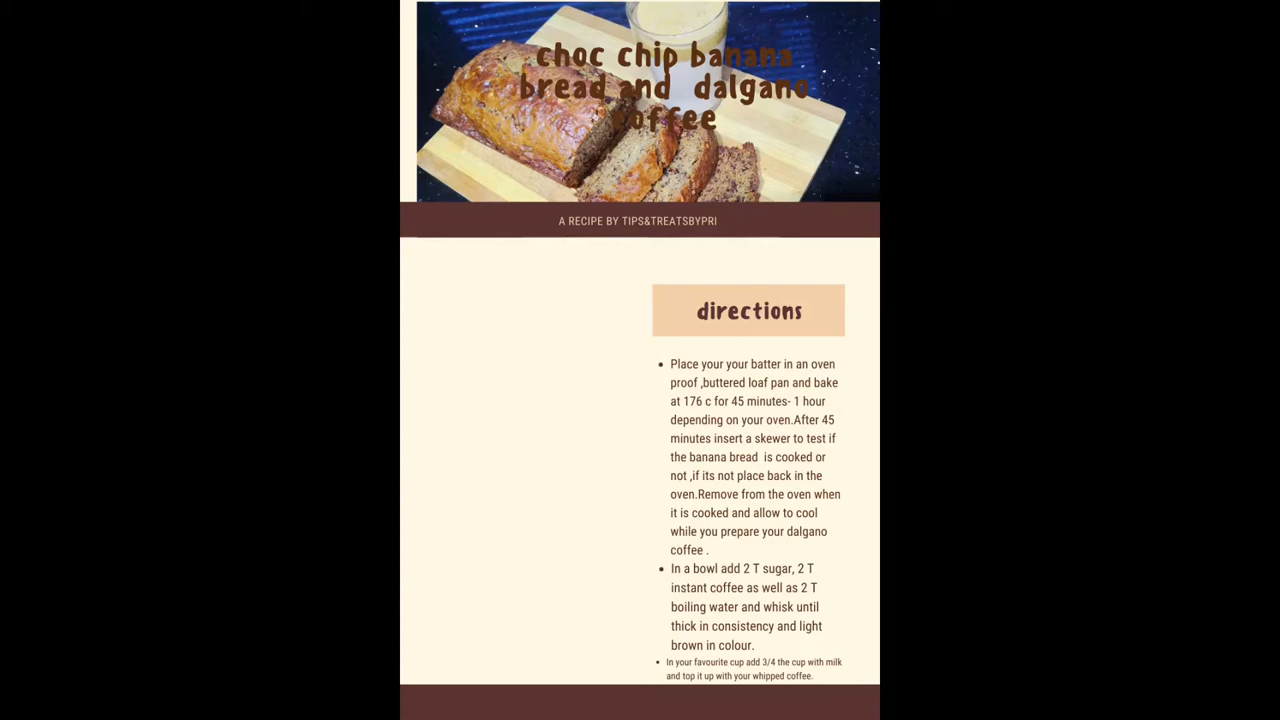 choc chip banana
bread and dalgano
coffee
A RECIPE BY TIPS&TREATSBYPRI
directions
Place your your batter in an oven
proof ,buttered loaf pan and bake
at 176 c for 45 minutes- 1 hour
depending on your oven.After 45
minutes insert a skewer to test if
the banana bread is cooked or
not ,if its not place back in the
oven.Remove from the oven when
it is cooked and allow to cool
while you prepare your dalgano
coffee .
In a bowl add 2 T sugar, 2 T
instant coffee as well as 2 T
boiling water and whisk until
thick in consistency and light
brown in colour.
In your favourite cup add 3/4 the cup with milk
and top it up with your whipped coffee.